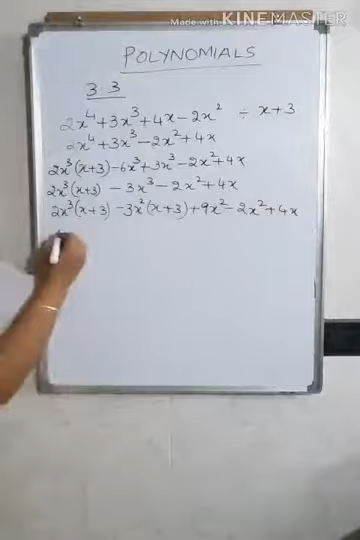 Made with KINEMASTER
POLYNOMIALS
3.3
2x⁴+3x³+4x-2x² ÷ x+3
2x⁴+3x³-2x²+4x
2x³(x+3)-6x³+3x³-2x²+4x
2x³(x+3) -3x³-2x²+4x
2x³(x+3) -3x²(x+3)+9x²-2x²+4x